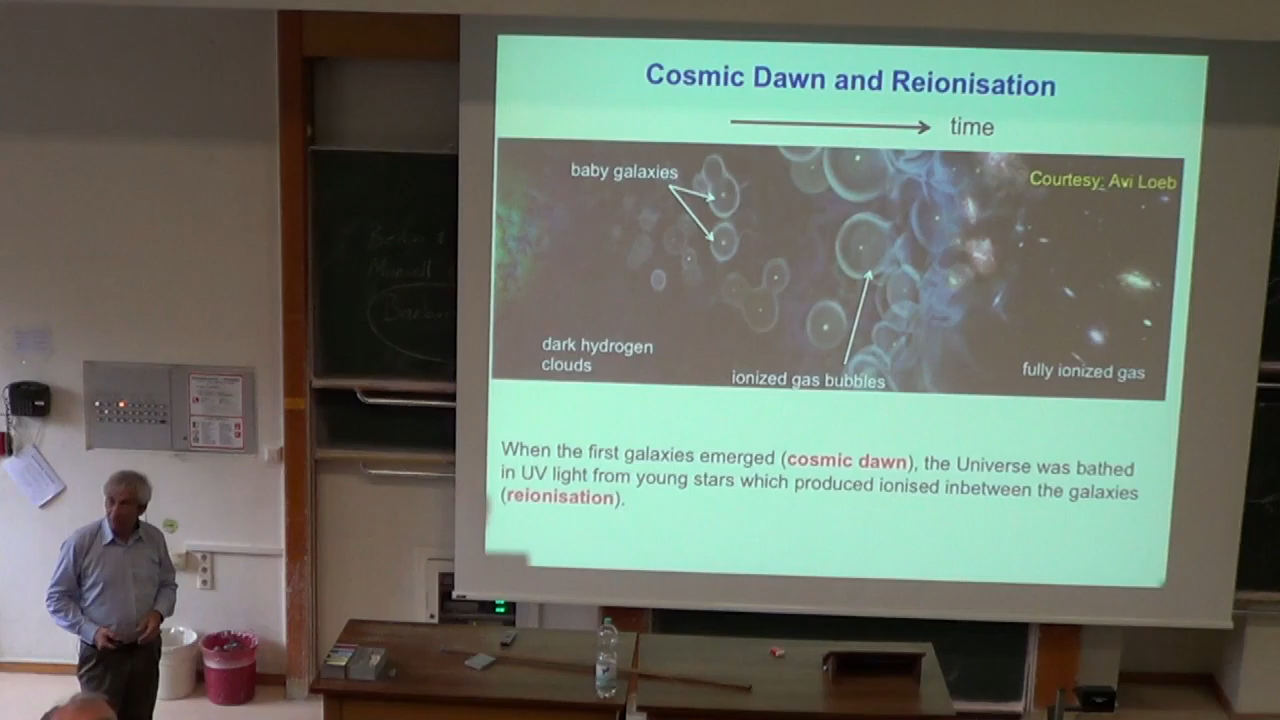 Cosmic Dawn and Reionisation
time
baby galaxies
Courtesy: Avi Loeb
dark hydrogen
clouds
ionized gas bubbles
fully ionized gas
When the first galaxies emerged (cosmic dawn), the Universe was bathed
in UV light from young stars which produced ionised inbetween the galaxies
(reionisation).